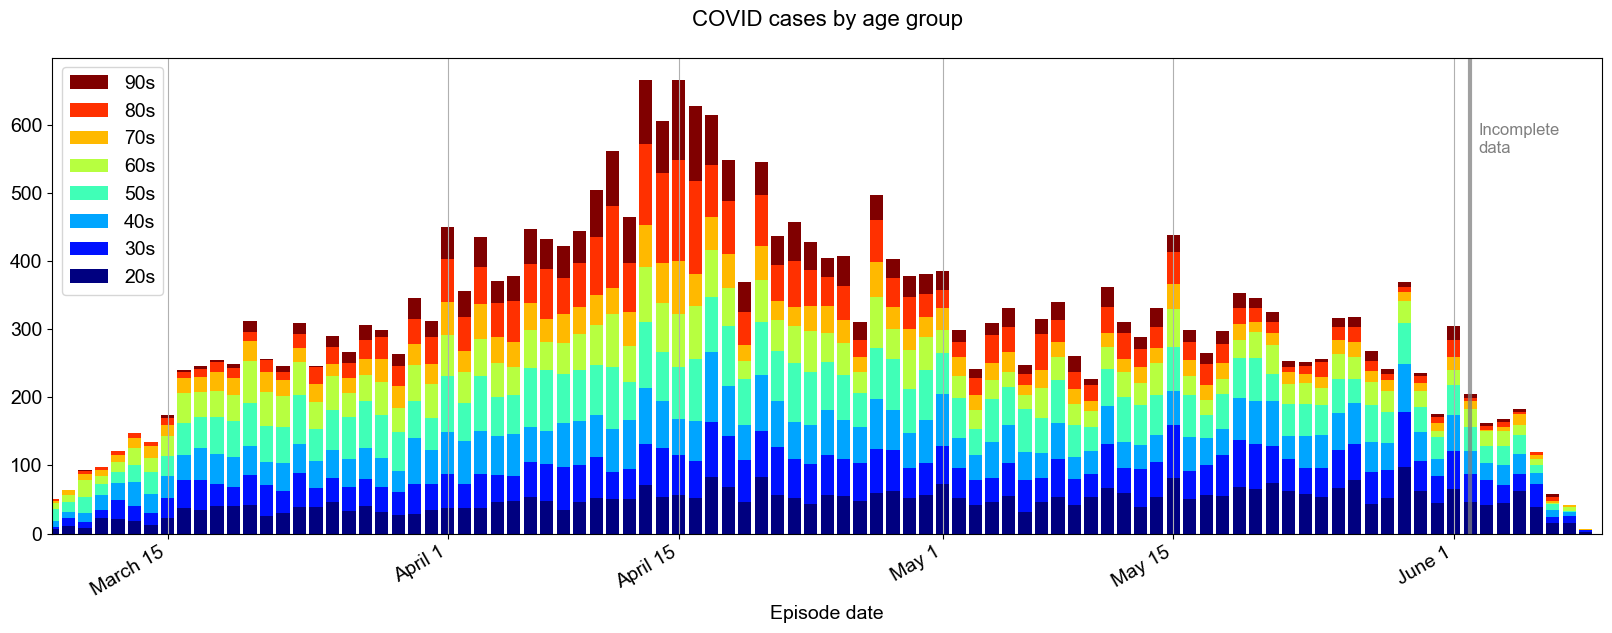 COVID cases by age group
90s
80s
70s
60s
50s
40s
30s
20s
Incomplete
data
600
500
400
300
200
100
0
March 15
April 1
April 15
May 1
May 15
June 1
Episode date